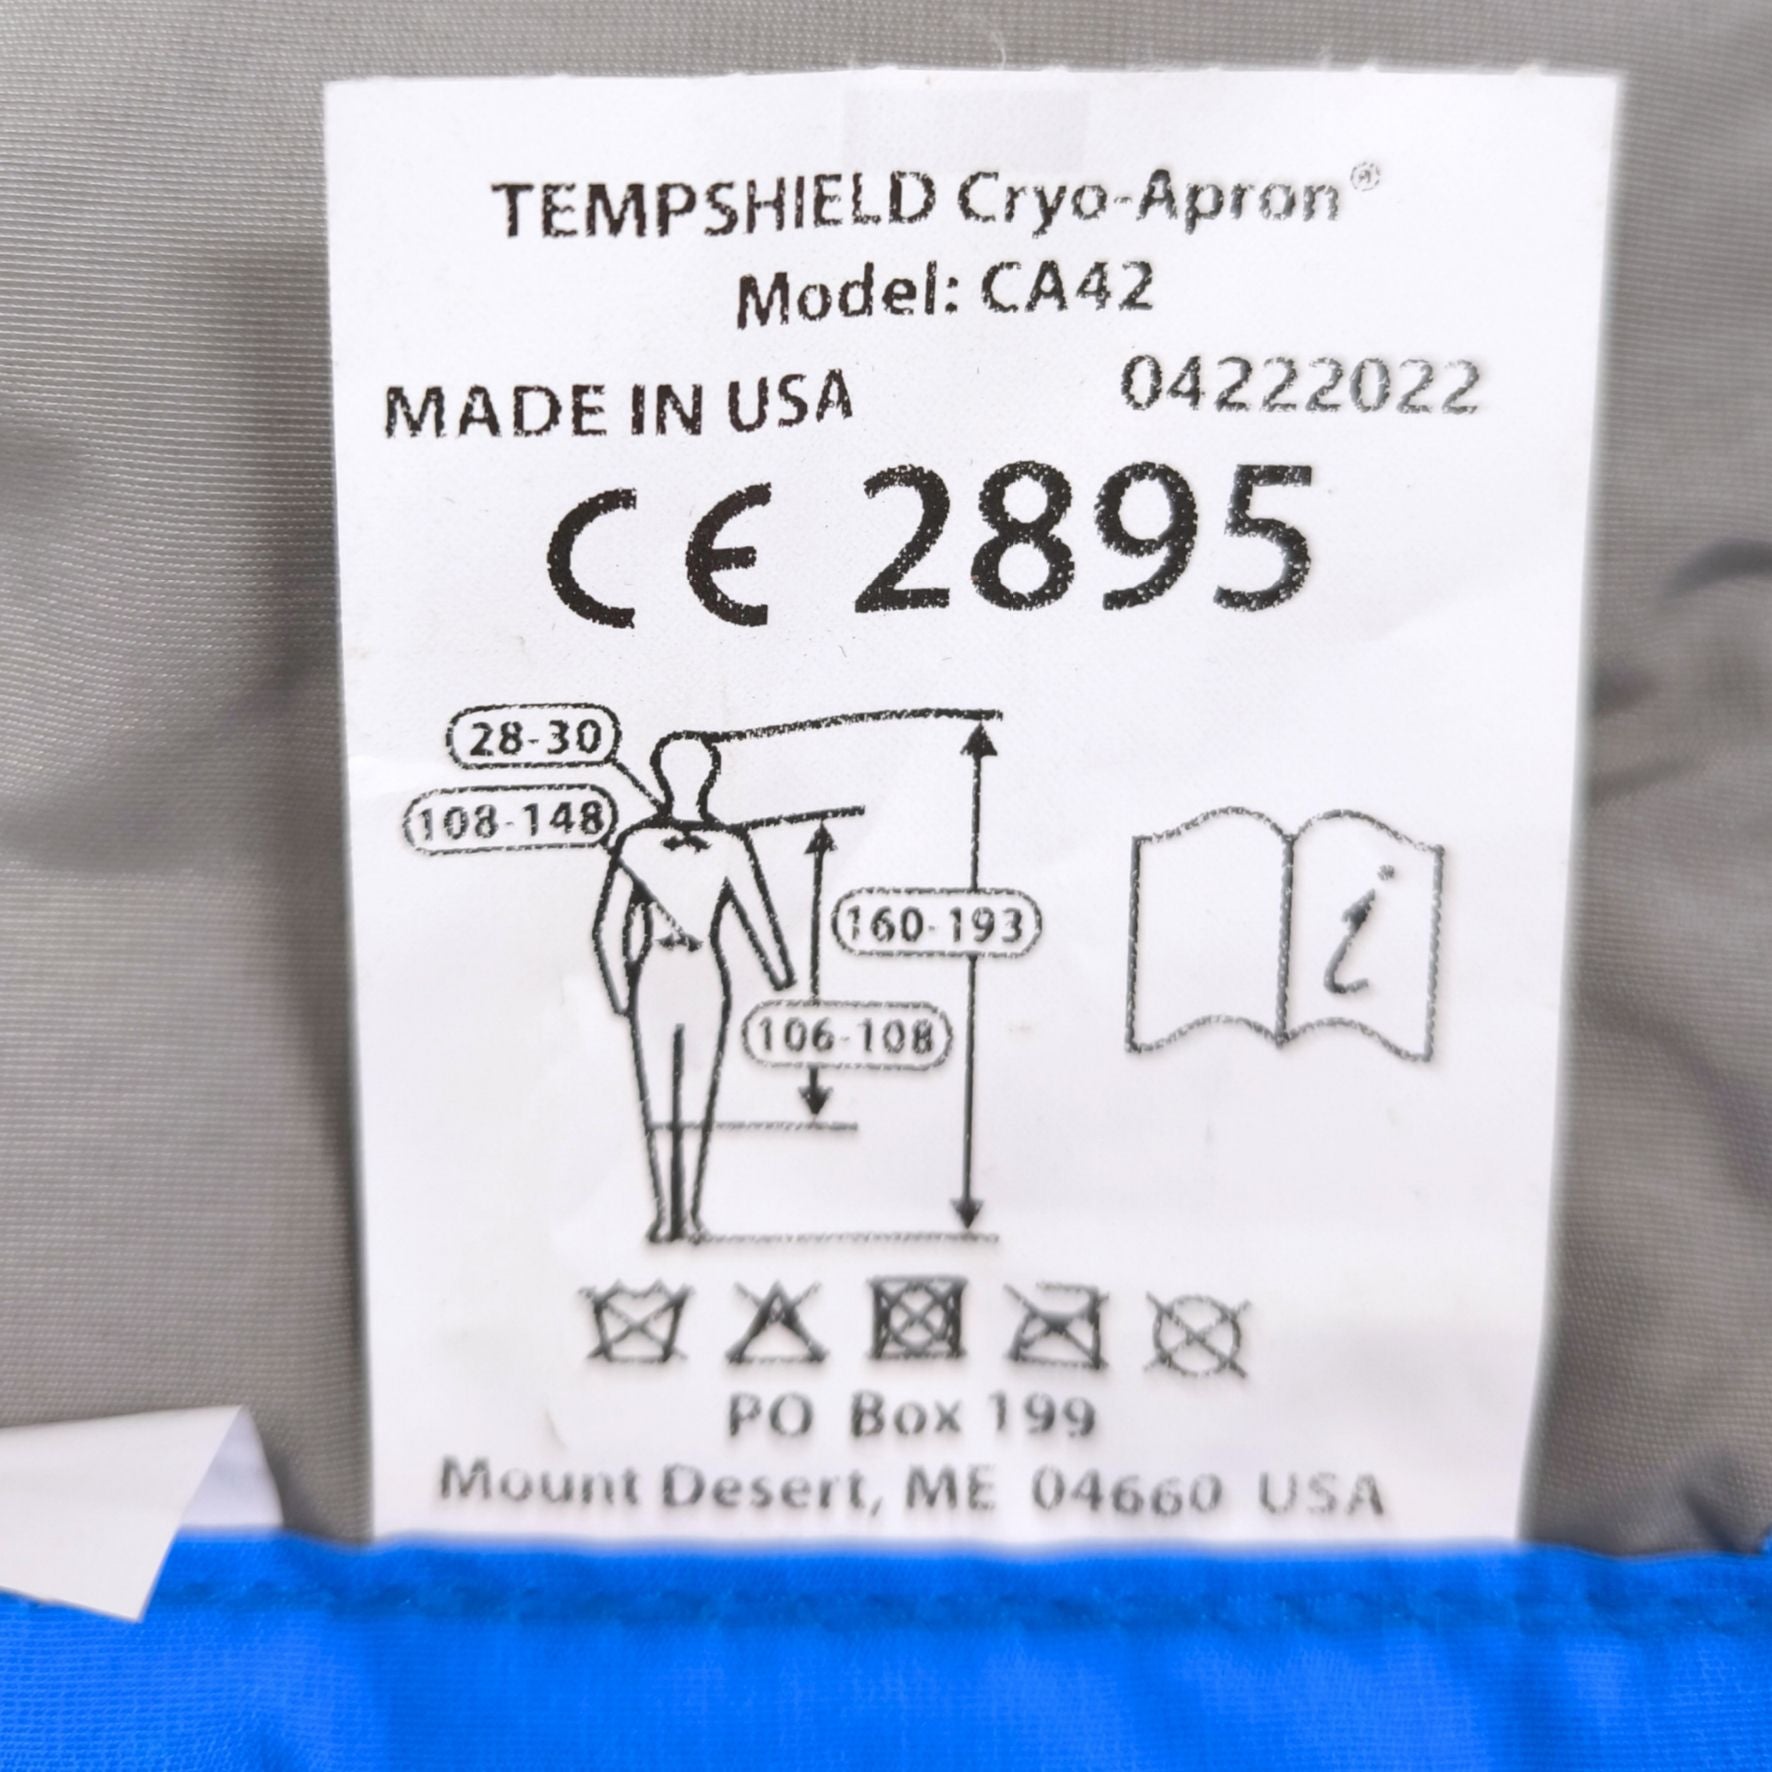 TEMPSHIELD Cryo-Apron®
Model: CA42
MADE IN USA 04222022
CE 2895
28-30
108-148
160-193
106-108
i
PO Box 199
Mount Desert, ME 04660 USA